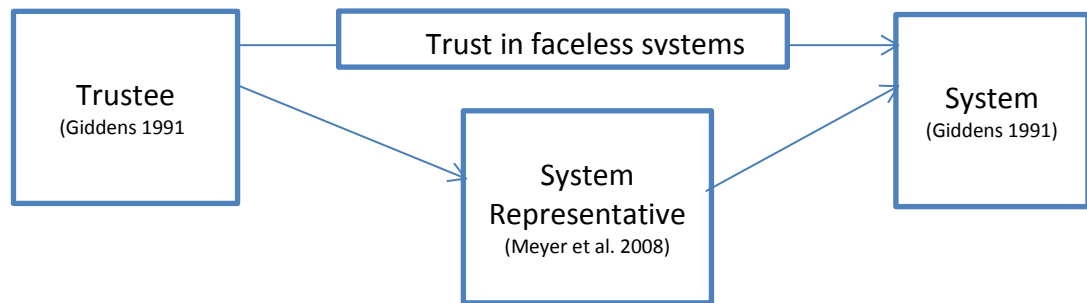 Trust in faceless systems
Trustee
(Giddens 1991
System
(Giddens 1991)
System
Representative
(Meyer et al. 2008)